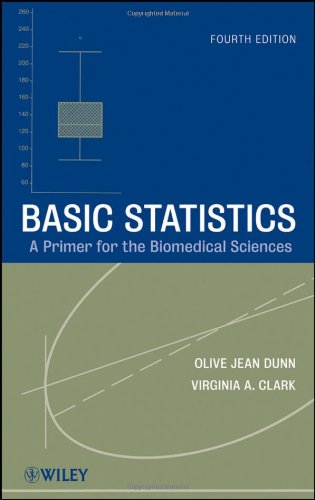 260
FOURTH EDITION
240
220
200
180
160
140
120
100
80
60
BASIC STATISTICS
A Primer for the Biomedical Sciences
OLIVE JEAN DUNN
VIRGINIA A. CLARK
WILEY